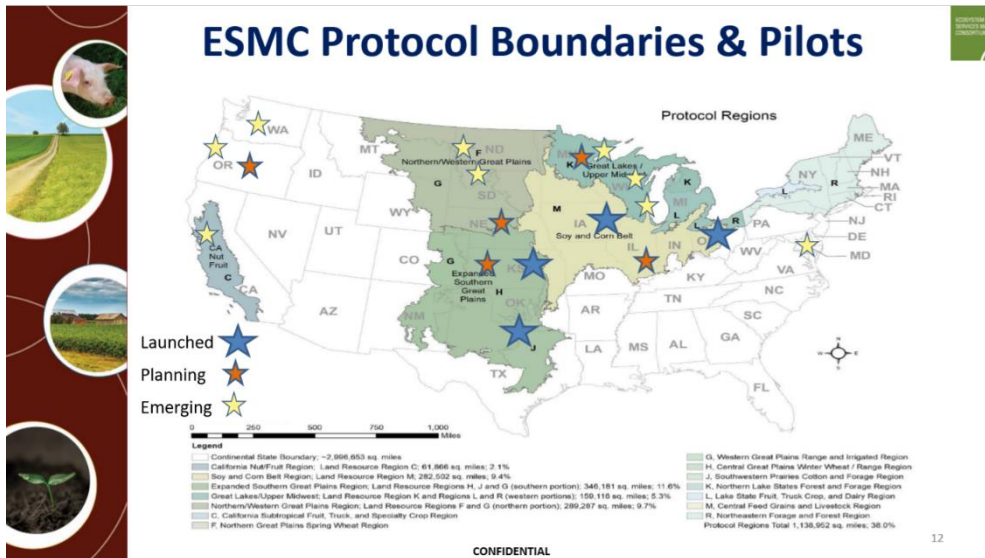 ESMC Protocol Boundaries & Pilots
ECOSYSTEM
SERVICES
CONSORTIUM
Protocol Regions
WA
OR
MT
ID
WY
NV
UT
CO
AZ
NM
CA
ND
SD
NE
KS
OK
TX
IA
MO
AR
LA
IL
IN
MI
KY
TN
MS
AL
GA
FL
SC
NC
VA
WV
PA
NY
ME
VT
NH
MA
RI
CT
NJ
DE
MD
F
Northern/Western Great Plains
G
K
Great Lakes /
K
L
L
R
L
R
M
Soy and Corn Belt
G
Expanded
Southern
Great
Plains
H
J
CA
Nut
Fruit
C
Launched
Planning
Emerging
0
250
500
750
1,000
Miles
Legend
Continental State Boundary; ~2,996,653 sq. miles
California Nut/Fruit Region; Land Resource Region C; 61,866 sq. miles; 2.1%
Soy and Corn Belt Region; Land Resource Region M; 282,502 sq. miles; 9.4%
Expanded Southern Great Plains Region; Land Resource Regions H, J and G (southern portion); 346,181 sq. miles; 11.6%
Great Lakes/Upper Midwest; Land Resource Region K and Regions L and R (western portions); 159,116 sq. miles; 5.3%
Northern/Western Great Plains Region; Land Resource Regions F and G (northern portion); 289,287 sq. miles; 9.7%
C, California Subtropical Fruit, Truck, and Specialty Crop Region
F, Northern Great Plains Spring Wheat Region
G, Western Great Plains Range and Irrigated Region
H, Central Great Plains Winter Wheat / Range Region
J, Southwestern Prairies Cotton and Forage Region
K, Northern Lake States Forest and Forage Region
L, Lake State Fruit, Truck Crop, and Dairy Region
M, Central Feed Grains and Livestock Region
R, Northeastern Forage and Forest Region
Protocol Regions Total 1,138,952 sq. miles; 38.0%
12
CONFIDENTIAL